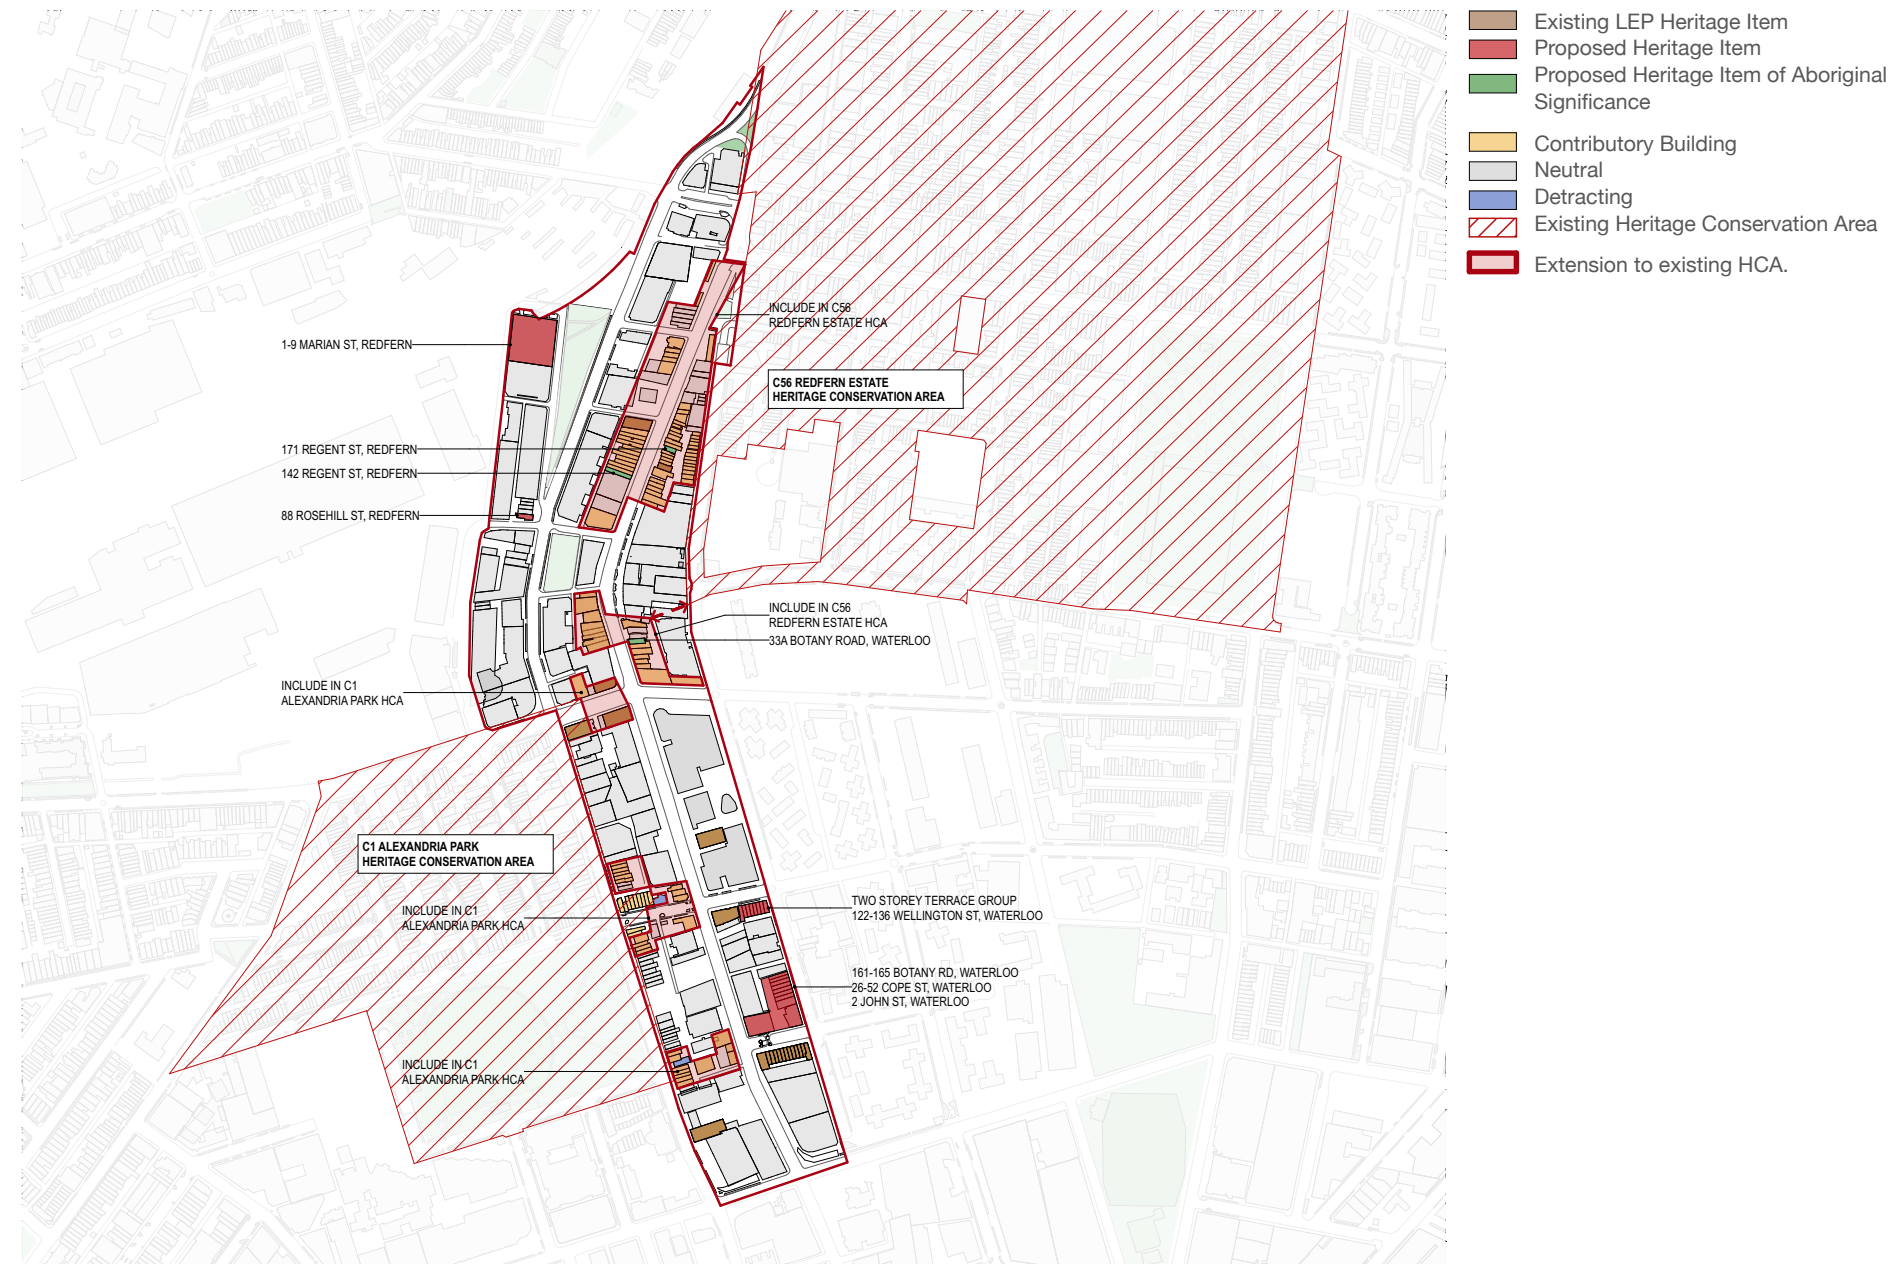 Existing LEP Heritage Item
Proposed Heritage Item
Proposed Heritage Item of Aboriginal
Significance
Contributory Building
Neutral
Detracting
Existing Heritage Conservation Area
Extension to existing HCA.
INCLUDE IN C56
REDFERN ESTATE HCA
1-9 MARIAN ST, REDFERN
C56 REDFERN ESTATE
HERITAGE CONSERVATION AREA
171 REGENT ST, REDFERN
142 REGENT ST, REDFERN
88 ROSEHILL ST, REDFERN
INCLUDE IN C56
REDFERN ESTATE HCA
33A BOTANY ROAD, WATERLOO
INCLUDE IN C1
ALEXANDRIA PARK HCA
C1 ALEXANDRIA PARK
HERITAGE CONSERVATION AREA
INCLUDE IN C1
ALEXANDRIA PARK HCA
TWO STOREY TERRACE GROUP
122-136 WELLINGTON ST, WATERLOO
161-165 BOTANY RD, WATERLOO
26-52 COPE ST, WATERLOO
2 JOHN ST, WATERLOO
INCLUDE IN C1
ALEXANDRIA PARK HCA